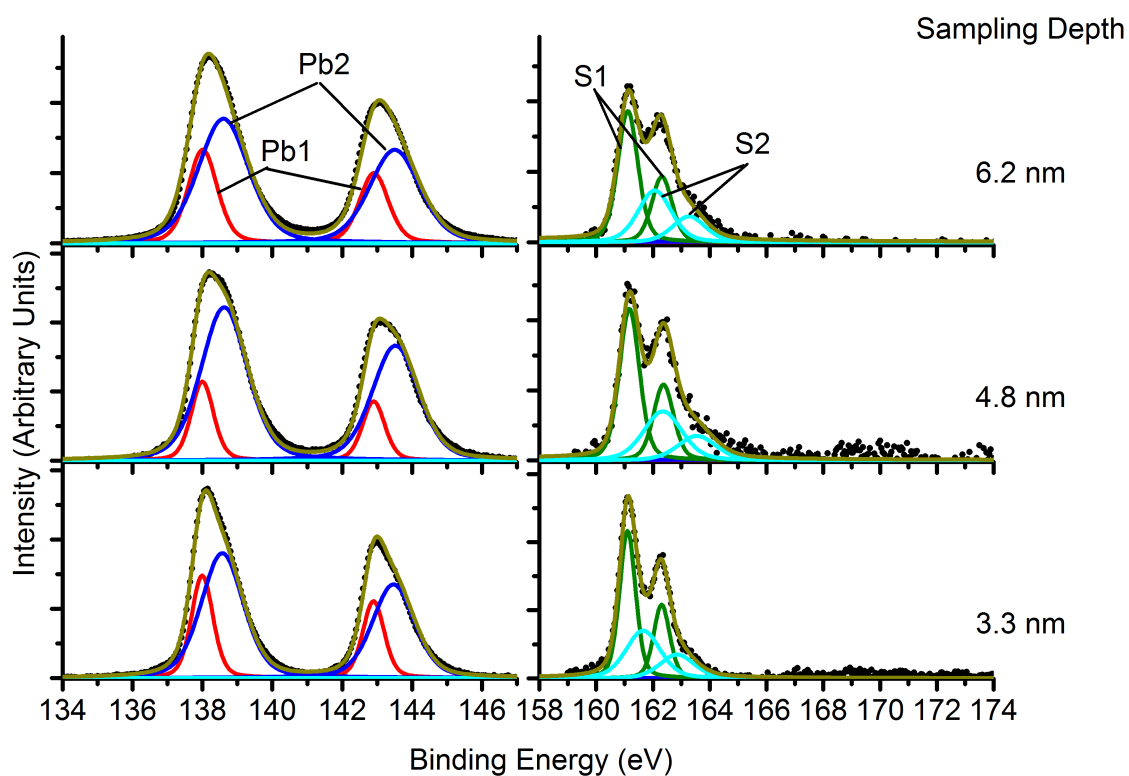 Sampling Depth
Pb2
Pb1
S1
S2
6.2 nm
4.8 nm
3.3 nm
Intensity (Arbitrary Units)
134 136 138 140 142 144 146 158 160 162 164 166 168 170 172 174
Binding Energy (eV)